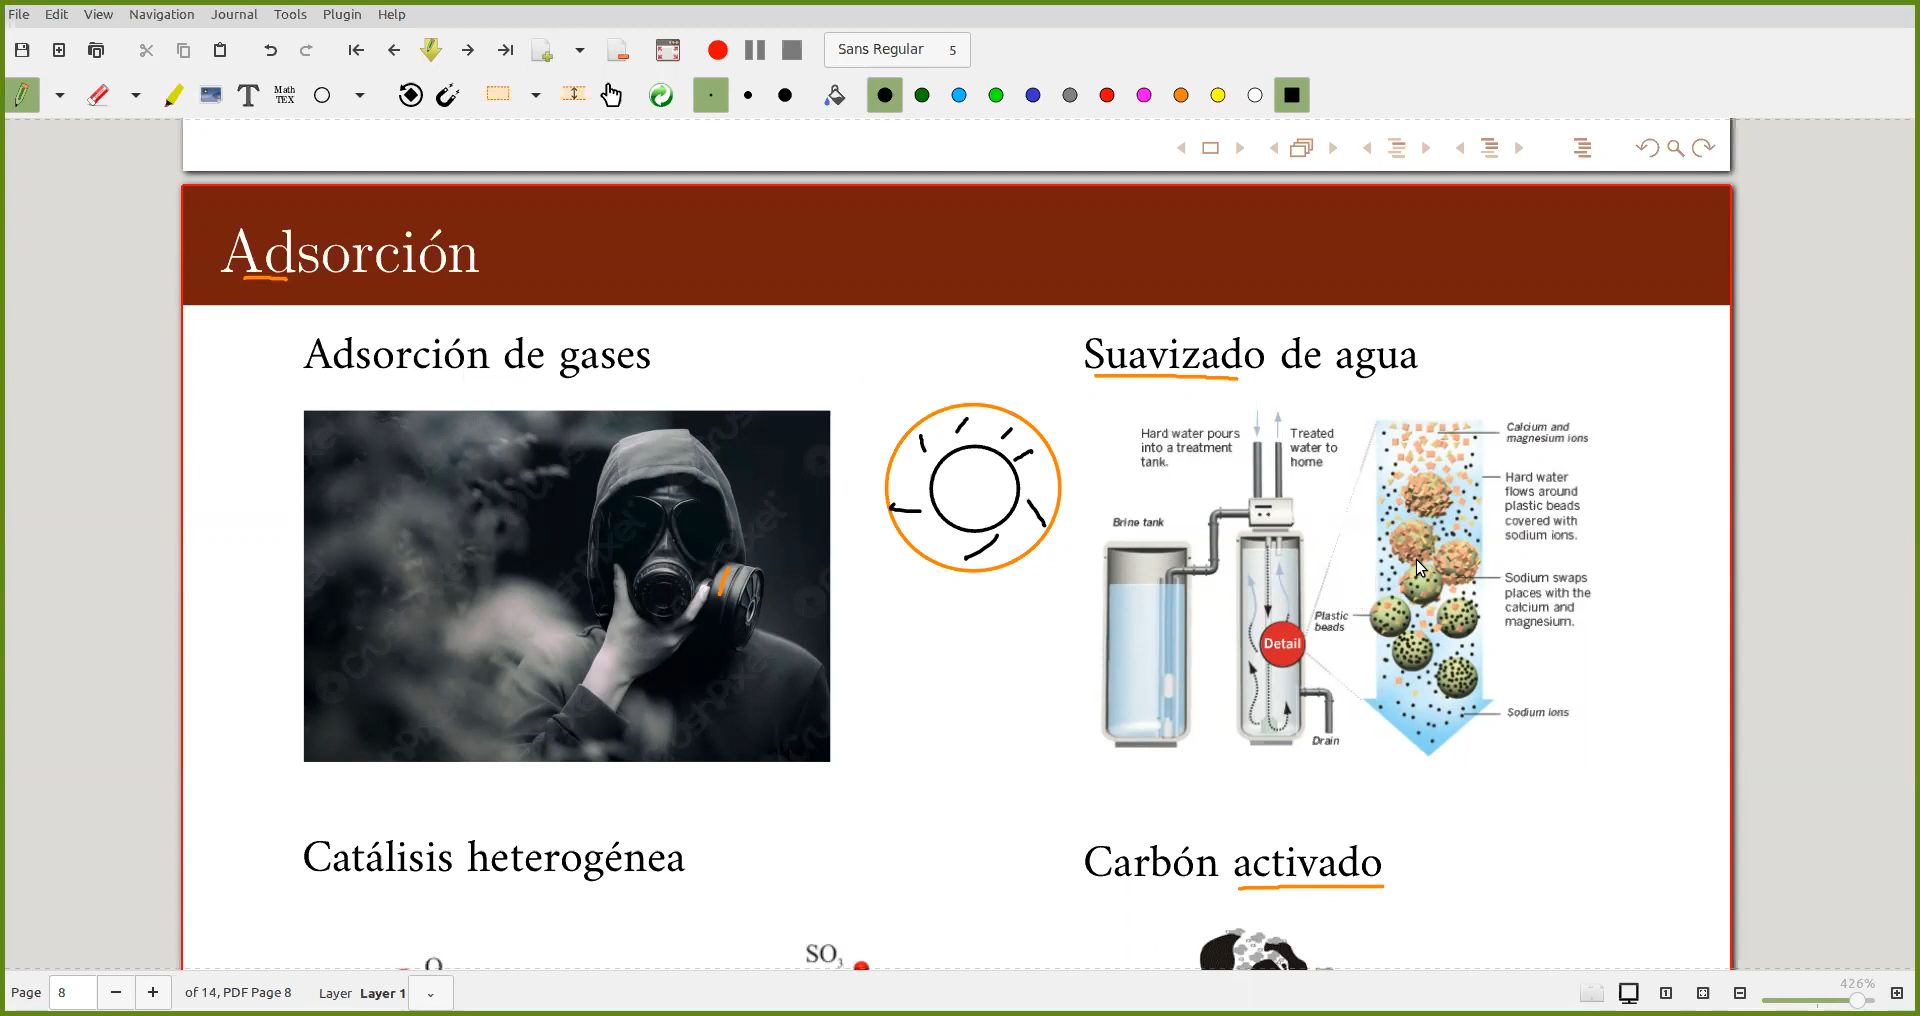 File Edit View Navigation Journal Tools Plugin Help
Sans Regular 5
Math
TEX
Adsorción
Adsorción de gases
Suavizado de agua
Hard water pours
into a treatment
tank.
Treated
water to
home
Brine tank
Plastic
beads
Detail
Drain
Calcium and
magnesium ions
Hard water
flows around
plastic beads
covered with
sodium ions.
Sodium swaps
places with the
calcium and
magnesium.
Sodium ions
Catálisis heterogénea
Carbón activado
O
SO3
Page 8 of 14, PDF Page 8 Layer Layer 1
426%